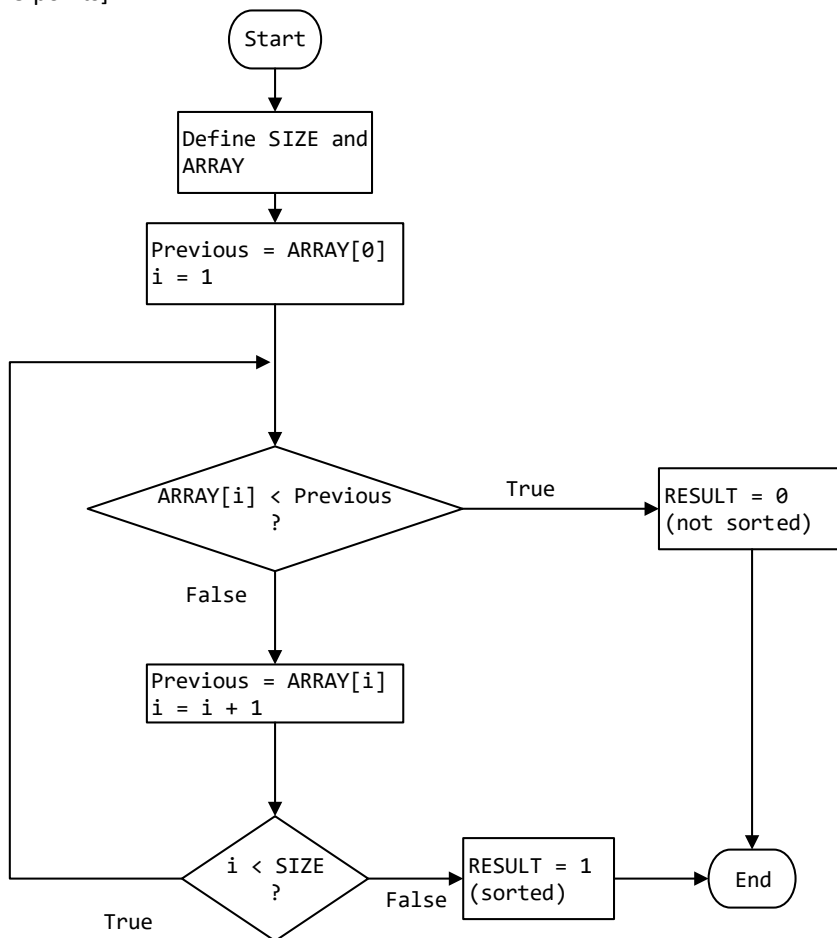 Start
Define SIZE and
ARRAY
Previous = ARRAY[0]
i = 1
ARRAY[i] < Previous
?
True
RESULT = 0
(not sorted)
False
Previous = ARRAY[i]
i = i + 1
i < SIZE
?
True
False
RESULT = 1
(sorted)
End